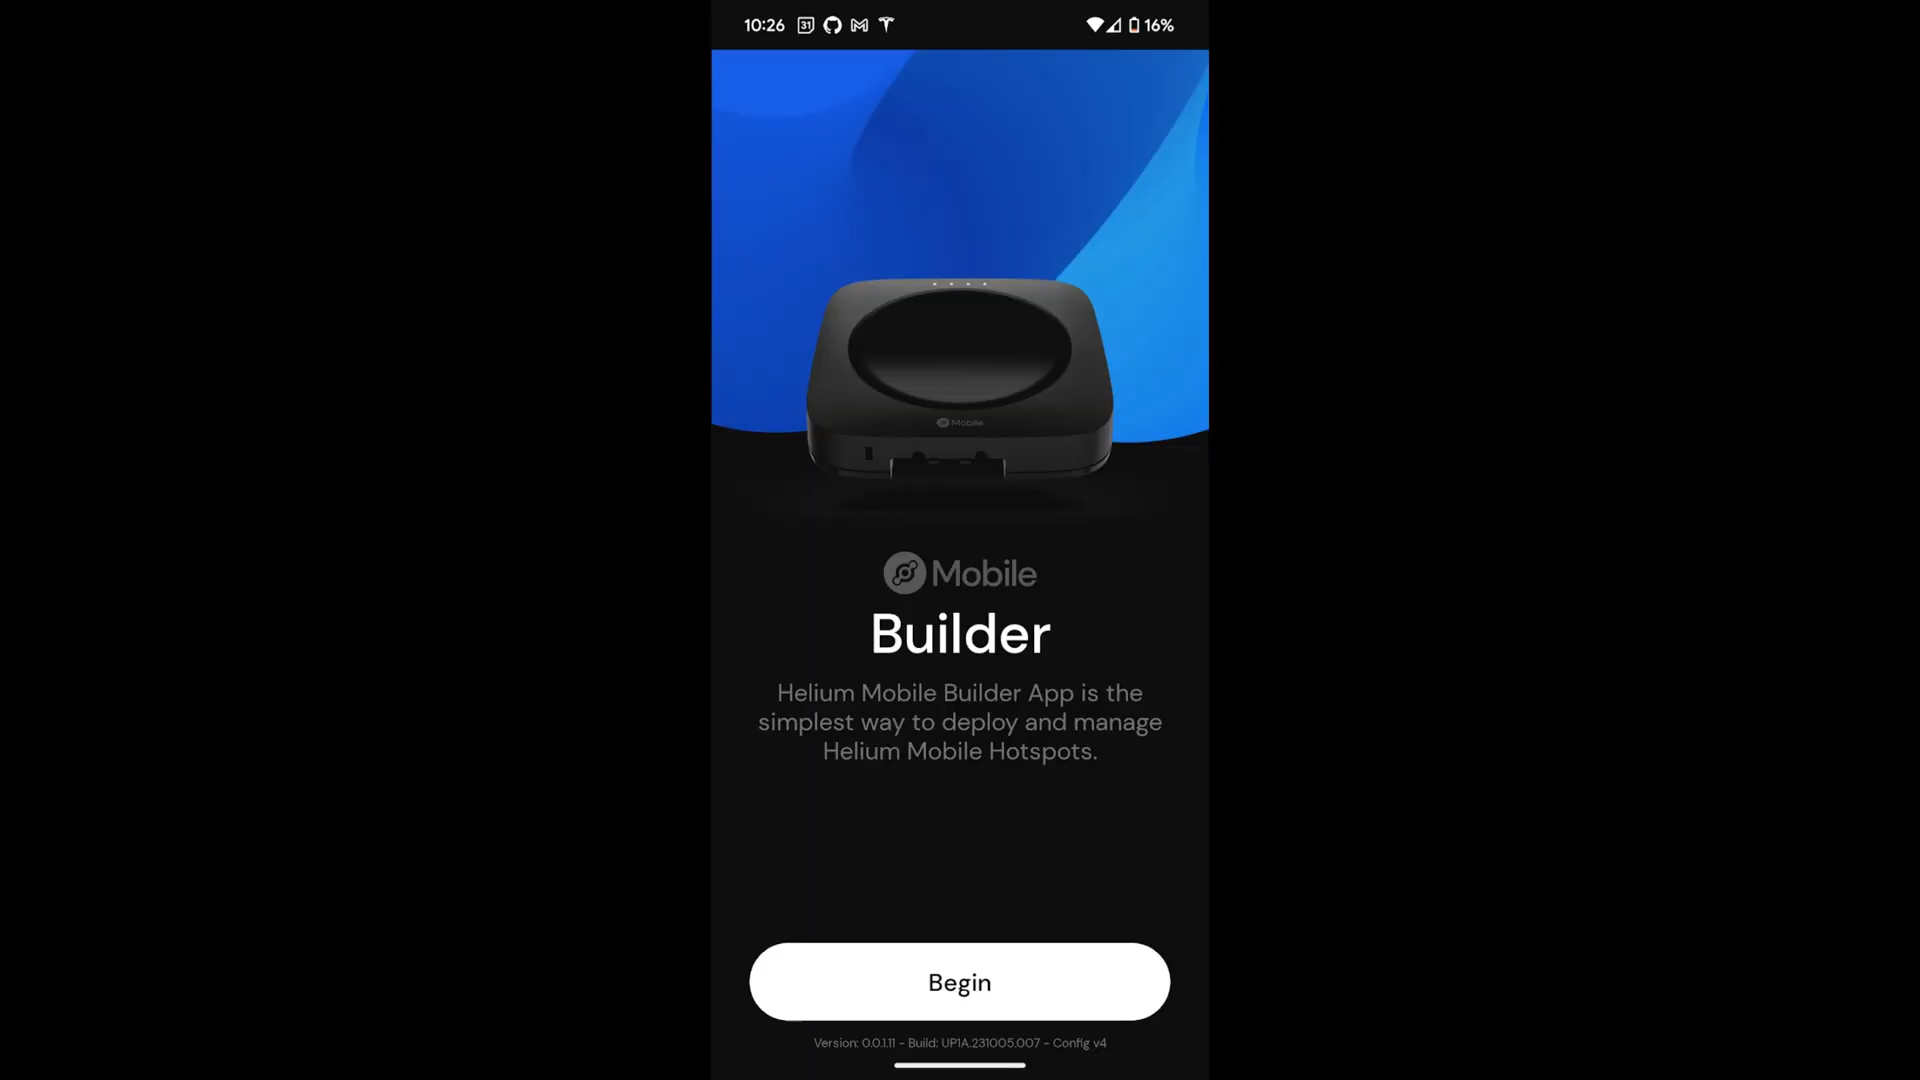 10:26 31 16%
Mobile
Mobile
Builder
Helium Mobile Builder App is the
simplest way to deploy and manage
Helium Mobile Hotspots.
Begin
Version: 0.0.1.11 - Build: UP1A.231005.007 - Config v4